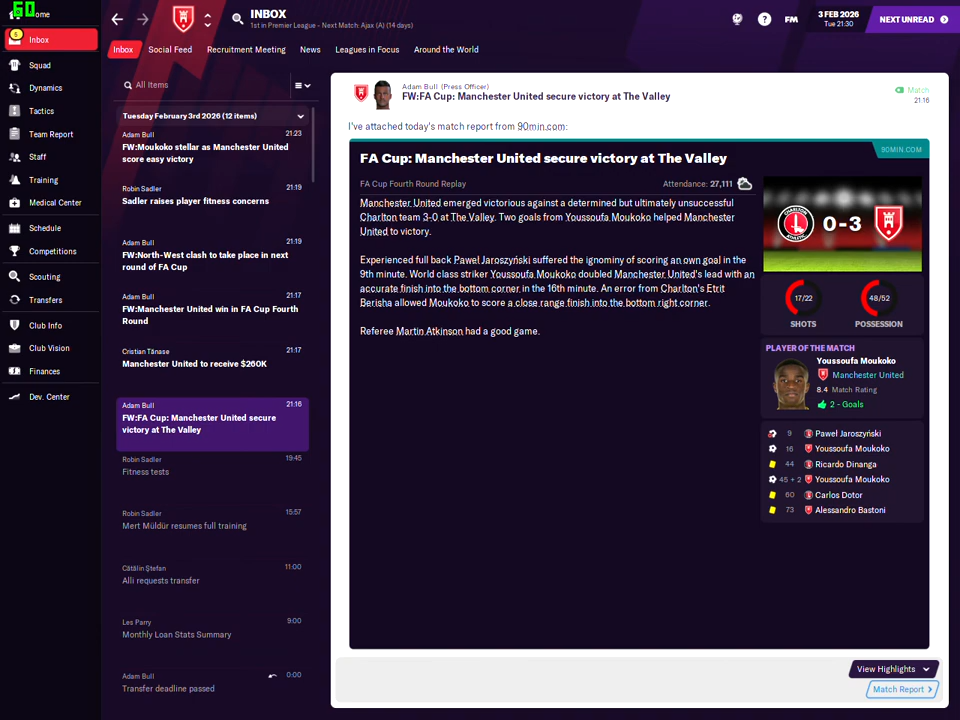 60
ome
INBOX
1st in Premier League - Next Match: Ajax (A) (14 days)
FM
3 FEB 2026
Tue 21:30
NEXT UNREAD
5
Inbox
Squad
Dynamics
Tactics
Team Report
Staff
Training
Medical Center
Schedule
Competitions
Scouting
Transfers
Club Info
Club Vision
Finances
Dev. Center
Inbox
Social Feed
Recruitment Meeting
News
Leagues in Focus
Around the World
All Items
Tuesday February 3rd 2026 (12 items)
Adam Bull
21:23
FW:Moukoko stellar as Manchester United
score easy victory
Robin Sadler
21:19
Sadler raises player fitness concerns
Adam Bull
21:19
FW:North-West clash to take place in next
round of FA Cup
Adam Bull
21:17
FW:Manchester United win in FA Cup Fourth
Round
Cristian Tănase
21:17
Manchester United to receive $260K
Adam Bull
21:16
FW:FA Cup: Manchester United secure
victory at The Valley
Robin Sadler
19:45
Fitness tests
Robin Sadler
15:57
Mert Müldür resumes full training
Cătălin Ștefan
11:00
Alli requests transfer
Les Parry
9:00
Monthly Loan Stats Summary
Adam Bull
0:00
Transfer deadline passed
Adam Bull (Press Officer)
FW:FA Cup: Manchester United secure victory at The Valley
Match
21:16
I've attached today's match report from 90min.com:
90MIN.COM
FA Cup: Manchester United secure victory at The Valley
FA Cup Fourth Round Replay
Attendance: 27,111
Manchester United emerged victorious against a determined but ultimately unsuccessful
Charlton team 3-0 at The Valley. Two goals from Youssoufa Moukoko helped Manchester
United to victory.
Experienced full back Paweł Jaroszyński suffered the ignominy of scoring an own goal in the
9th minute. World class striker Youssoufa Moukoko doubled Manchester United's lead with an
accurate finish into the bottom corner in the 16th minute. An error from Charlton's Etrit
Berisha allowed Moukoko to score a close range finish into the bottom right corner.
Referee Martin Atkinson had a good game.
CHARLTON
ATHLETIC
0-3
17/22
SHOTS
48/52
POSSESSION
PLAYER OF THE MATCH
Youssoufa Moukoko
Manchester United
8.4 Match Rating
2 - Goals
9 Paweł Jaroszyński
16 Youssoufa Moukoko
44 Ricardo Dinanga
45 + 2 Youssoufa Moukoko
60 Carlos Dotor
73 Alessandro Bastoni
View Highlights
Match Report